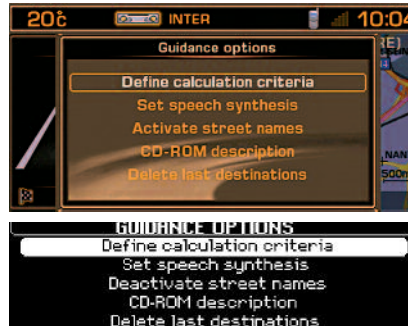 20°c INTER 10:04
Guidance options
Define calculation criteria
Set speech synthesis
Activate street names
CD-ROM description
Delete last destinations
NAN
500m
GUIDANCE OPTIONS
Define calculation criteria
Set speech synthesis
Deactivate street names
CD-ROM description
Delete last destinations